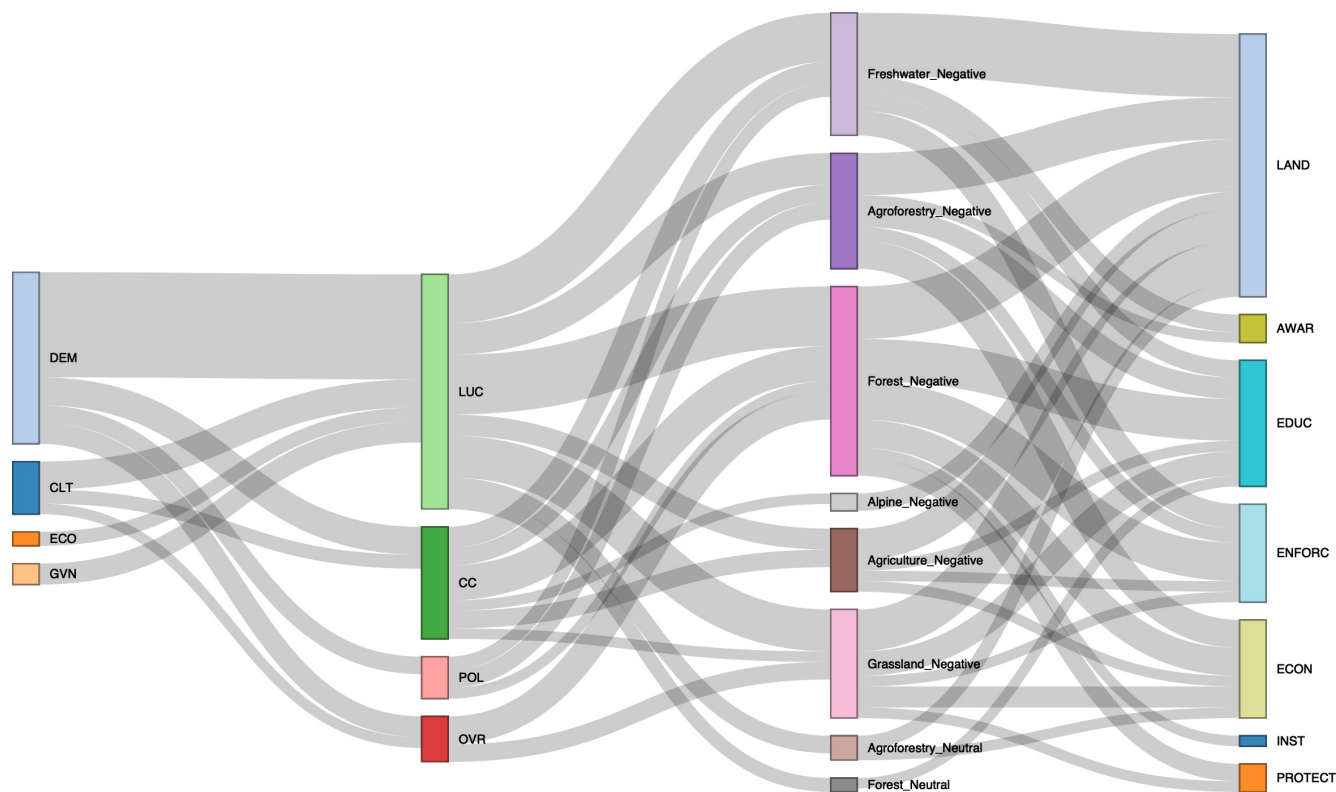 DEM
CLT
ECO
GVN
LUC
CC
POL
OVR
Freshwater_Negative
Agroforestry_Negative
Forest_Negative
Alpine_Negative
Agriculture_Negative
Grassland_Negative
Agroforestry_Neutral
Forest_Neutral
LAND
AWAR
EDUC
ENFORC
ECON
INST
PROTECT